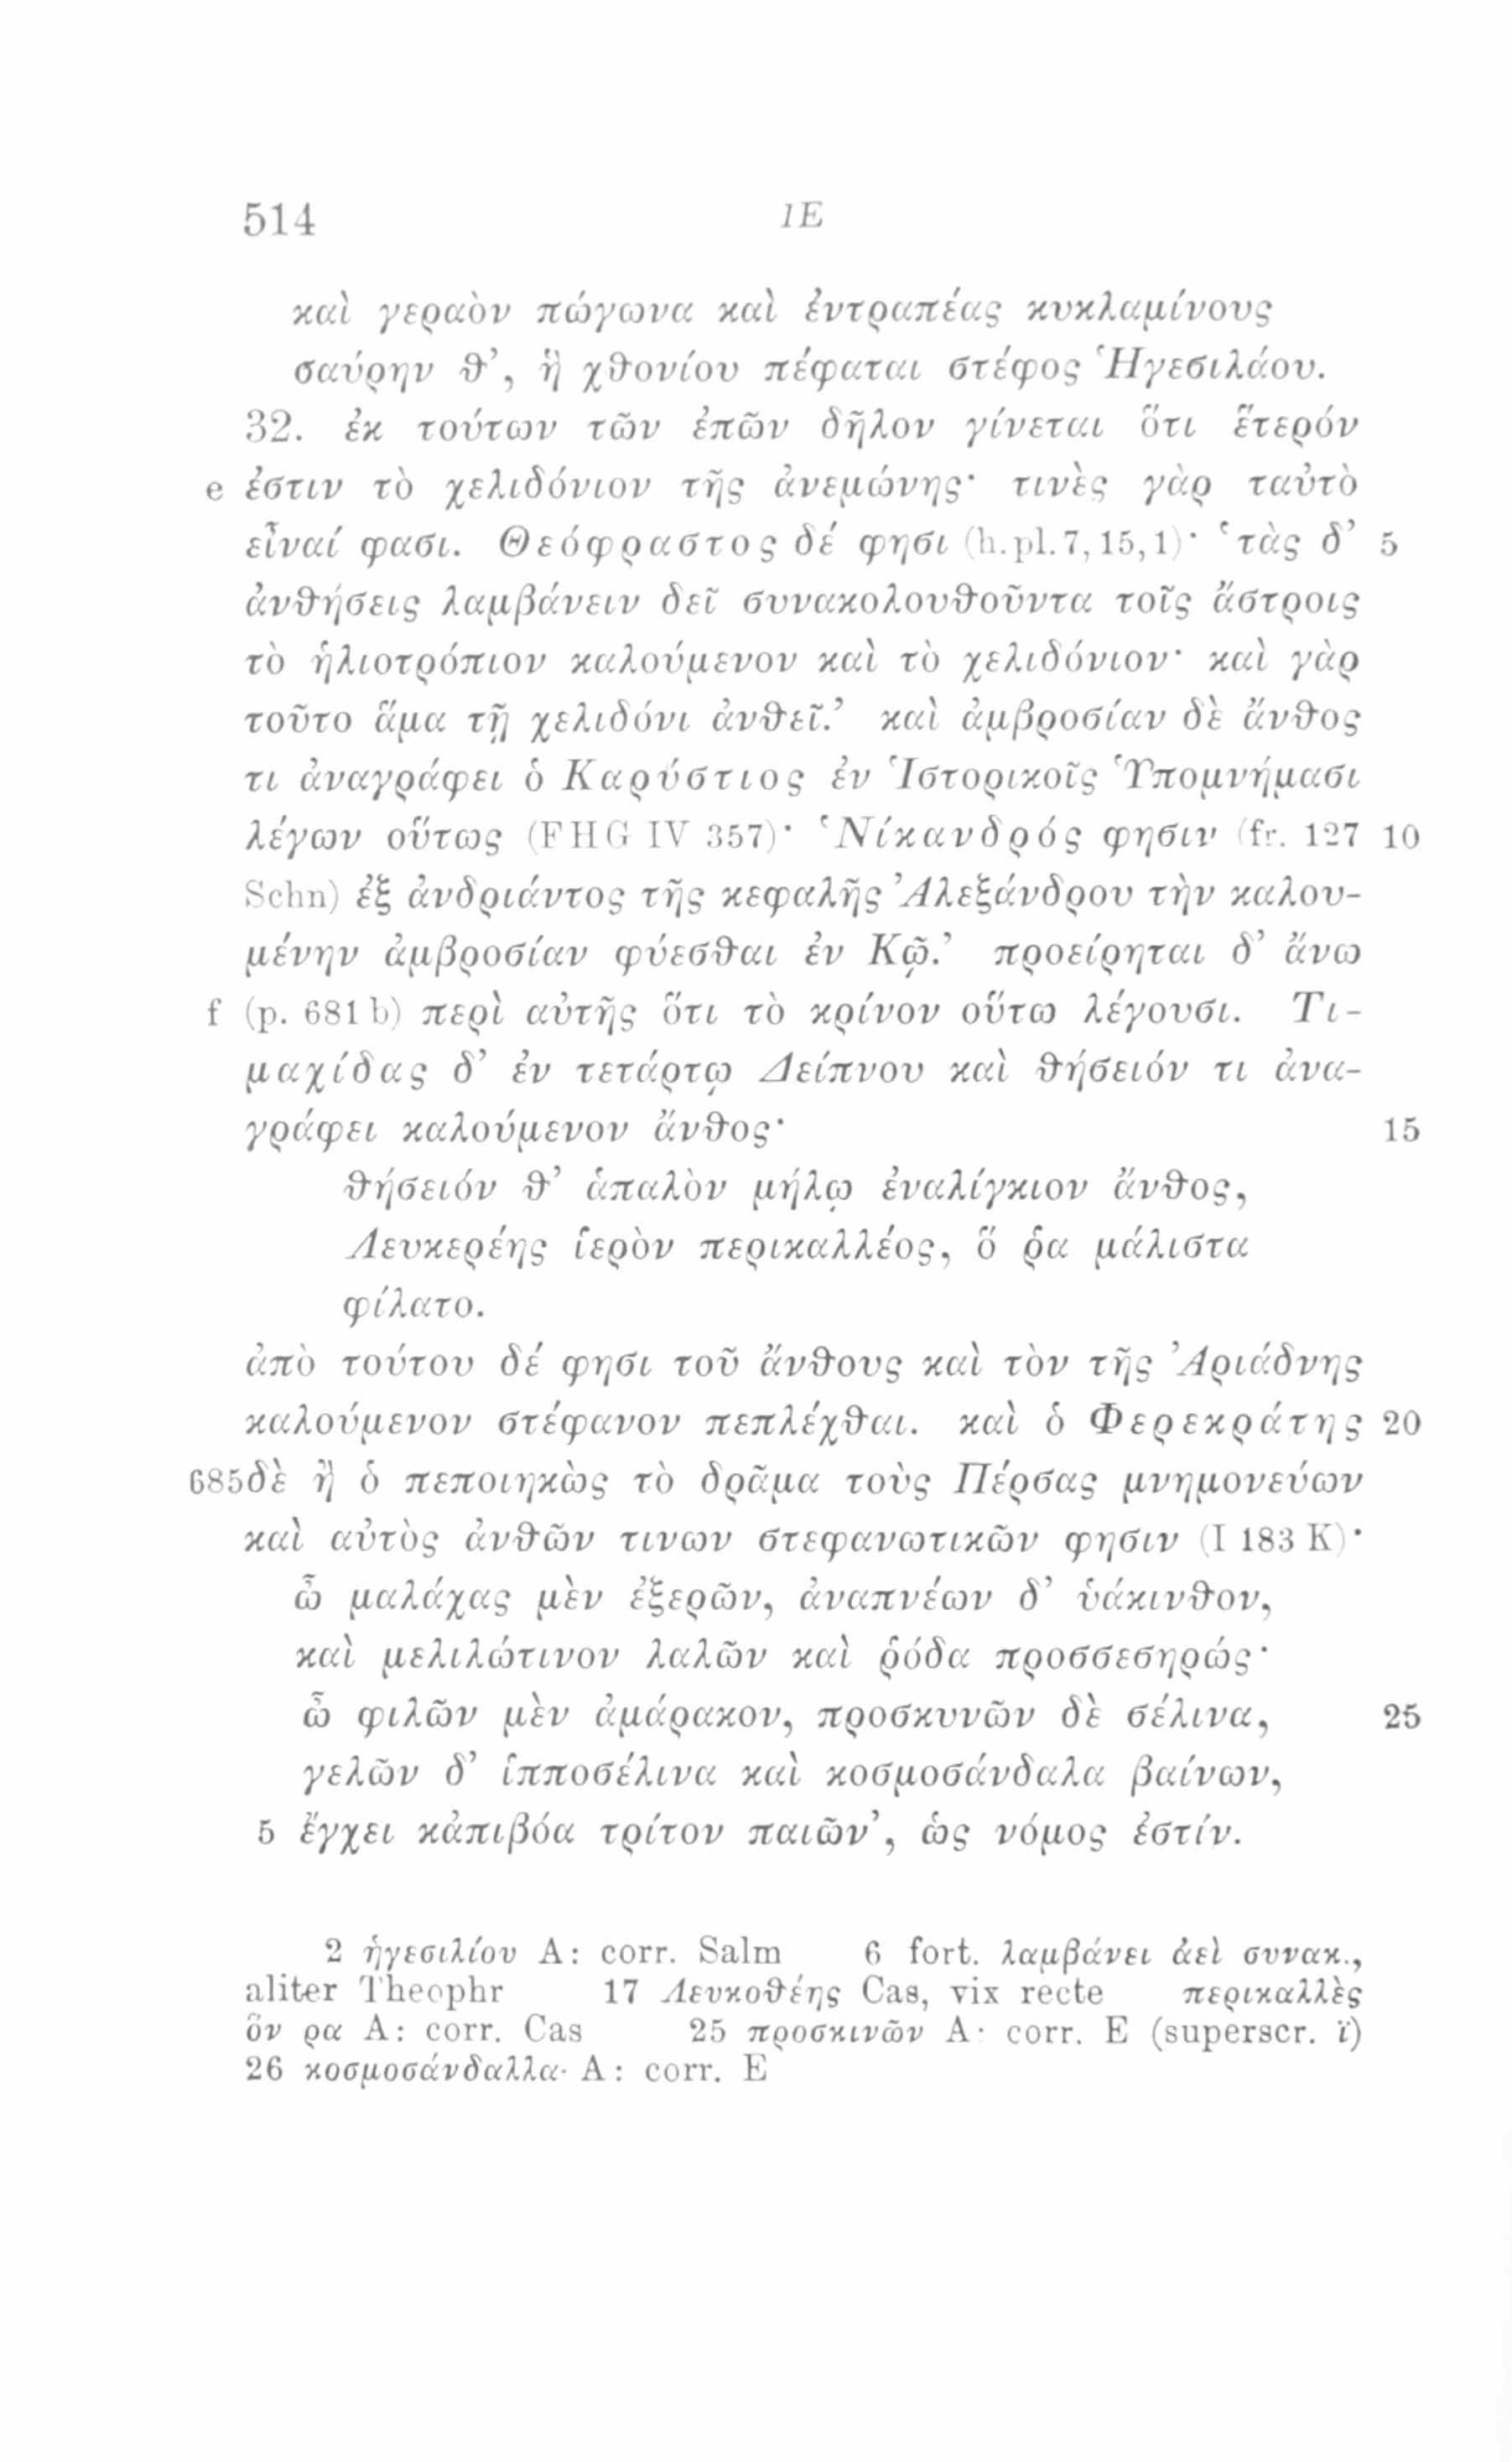 514 ΙΕ
καὶ γεραὸν πώγωνα καὶ ἐντραπέας κυκλαμίνους
σαύρην θ’, ἣ χθονίου πέφαται στέφος Ἡγεσιλάου.
32. ἐκ τούτων τῶν ἐπῶν δῆλον γίνεται ὅτι ἕτερόν
e ἐστιν τὸ χελιδόνιον τῆς ἀνεμώνης· τινὲς γὰρ ταὐτὸ
εἶναί φασι. Θεόφραστος δέ φησι (h. pl. 7, 15, 1)· ‘τὰς δ’ 5
ἀνθήσεις λαμβάνειν δεῖ συνακολουθοῦντα τοῖς ἄστροις
τὸ ἡλιοτρόπιον καλούμενον καὶ τὸ χελιδόνιον· καὶ γὰρ
τοῦτο ἅμα τῇ χελιδόνι ἀνθεῖ.’ καὶ ἀμβροσίαν δὲ ἄνθος
τι ἀναγράφει ὁ Καρύστιος ἐν Ἱστορικοῖς Ὑπομνήμασι
λέγων οὕτως (FHG IV 357)· ‘Νίκανδρός φησιν (fr. 127 10
Schn) ἐξ ἀνδριάντος τῆς κεφαλῆς Ἀλεξάνδρου τὴν καλου-
μένην ἀμβροσίαν φύεσθαι ἐν Κῷ.’ προείρηται δ’ ἄνω
f (p. 681 b) περὶ αὐτῆς ὅτι τὸ κρίνον οὕτω λέγουσι. Τι-
μαχίδας δ’ ἐν τετάρτῳ Δείπνου καὶ θήσειόν τι ἀνα-
γράφει καλούμενον ἄνθος· 15
θήσειόν θ’ ἁπαλὸν μήλῳ ἐναλίγκιον ἄνθος,
Λευκερέης ἱερὸν περικαλλέος, ὅ ῥα μάλιστα
φίλατο.
ἀπὸ τούτου δέ φησι τοῦ ἄνθους καὶ τὸν τῆς Ἀριάδνης
καλούμενον στέφανον πεπλέχθαι. καὶ ὁ Φερεκράτης 20
685 δὲ ἢ ὁ πεποιηκὼς τὸ δρᾶμα τοὺς Πέρσας μνημονεύων
καὶ αὐτὸς ἀνθῶν τινων στεφανωτικῶν φησιν (I 183 K)·
ὦ μαλάχας μὲν ἐξερῶν, ἀναπνέων δ’ ὑάκινθον,
καὶ μελιλώτινον λαλῶν καὶ ῥόδα προσσεσηρώς·
ὦ φιλῶν μὲν ἀμάρακον, προσκυνῶν δὲ σέλινα, 25
γελῶν δ’ ἱπποσέλινα καὶ κοσμοσάνδαλα βαίνων,
5 ἔγχει κἀπιβόα τρίτον παιῶν’, ὡς νόμος ἐστίν.
2 ἡγεσιλίου A: corr. Salm 6 fort. λαμβάνει ἀεὶ συνακ.,
aliter Theophr 17 Λευκοθέης Cas, vix recte περικαλλὲς
ὅν ρα A: corr. Cas 25 προσκινῶν A: corr. E (superscr. ϊ)
26 κοσμοσάνδαλλα· A: corr. E